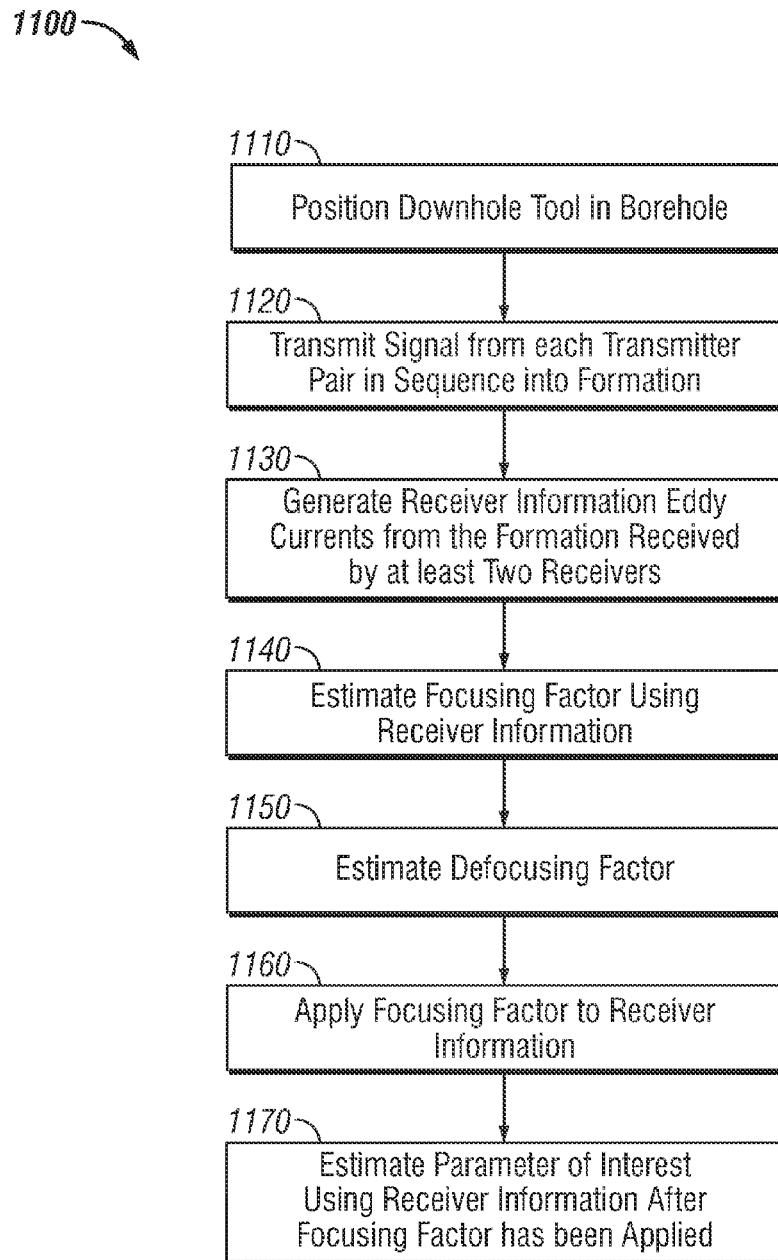 1100
1110
Position Downhole Tool in Borehole
1120
Transmit Signal from each Transmitter
Pair in Sequence into Formation
1130
Generate Receiver Information Eddy
Currents from the Formation Received
by at least Two Receivers
1140
Estimate Focusing Factor Using
Receiver Information
1150
Estimate Defocusing Factor
1160
Apply Focusing Factor to Receiver
Information
1170
Estimate Parameter of Interest
Using Receiver Information After
Focusing Factor has been Applied